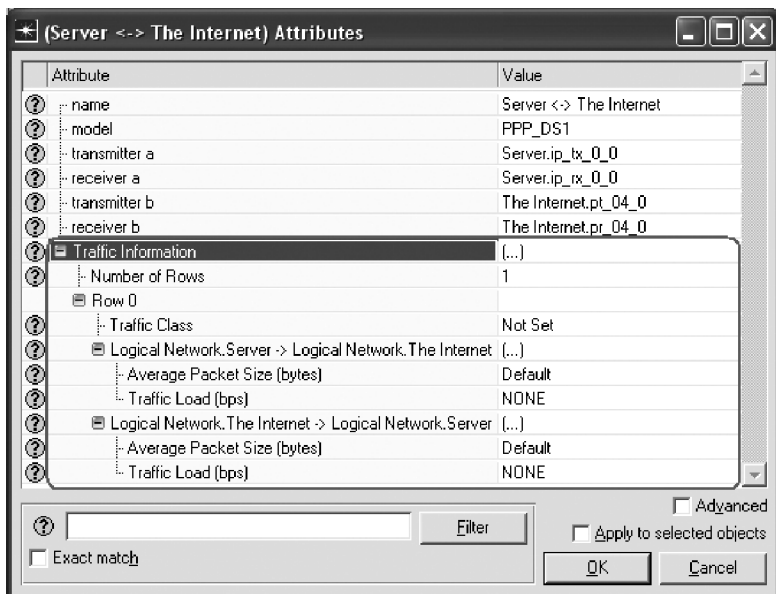 (Server <-> The Internet) Attributes
Attribute Value
name Server <-> The Internet
model PPP_DS1
transmitter a Server.ip_tx_0_0
receiver a Server.ip_rx_0_0
transmitter b The Internet.pt_04_0
receiver b The Internet.pr_04_0
Traffic Information (...)
Number of Rows 1
Row 0
Traffic Class Not Set
Logical Network.Server -> Logical Network.The Internet (...)
Average Packet Size (bytes) Default
Traffic Load (bps) NONE
Logical Network.The Internet -> Logical Network.Server (...)
Average Packet Size (bytes) Default
Traffic Load (bps) NONE
Advanced
Filter
Apply to selected objects
Exact match
OK Cancel